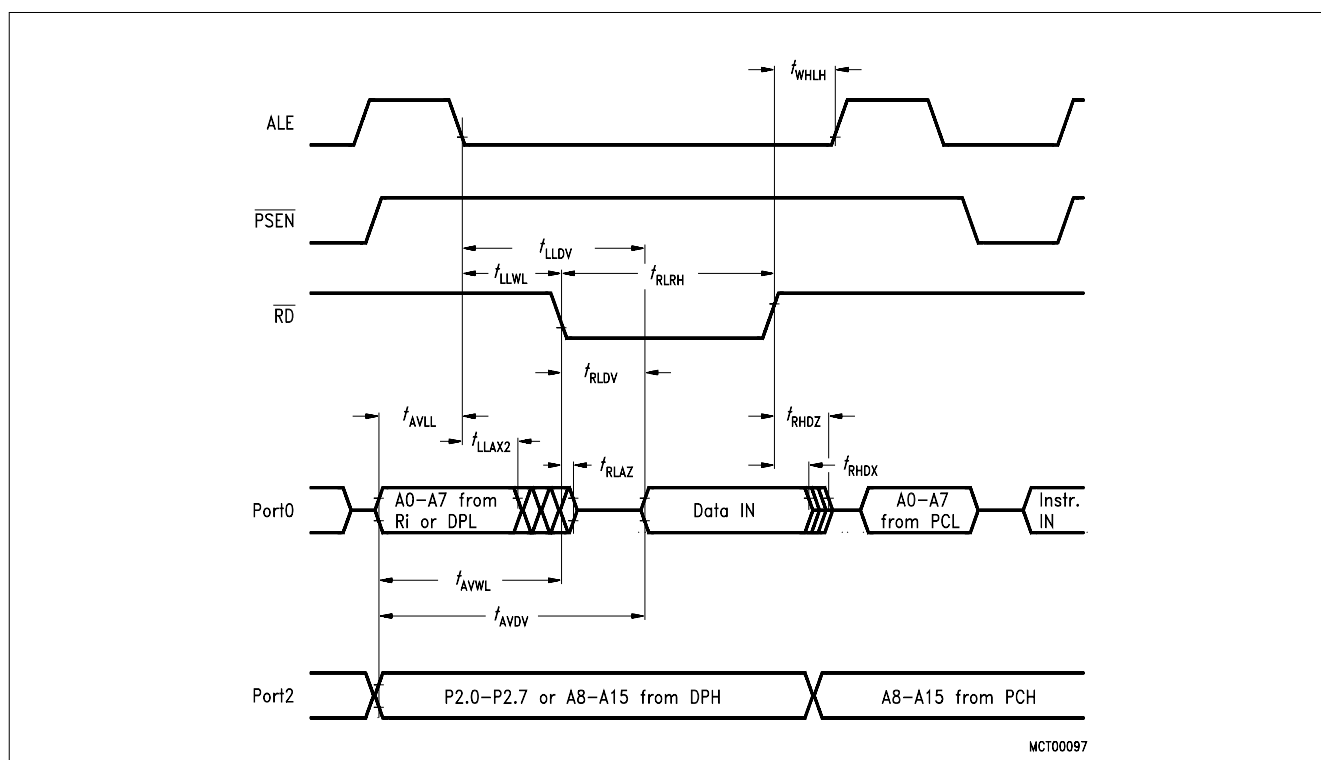 tWHLH
ALE
PSEN
tLLDV
tLLWL
tRLRH
RD
tRLDV
tAVLL
tRHDZ
tLLAX2
tRLAZ
tRHDX
Port0
A0-A7 from
Ri or DPL
Data IN
A0-A7
from PCL
Instr.
IN
tAVWL
tAVDV
Port2
P2.0-P2.7 or A8-A15 from DPH
A8-A15 from PCH
MCT00097